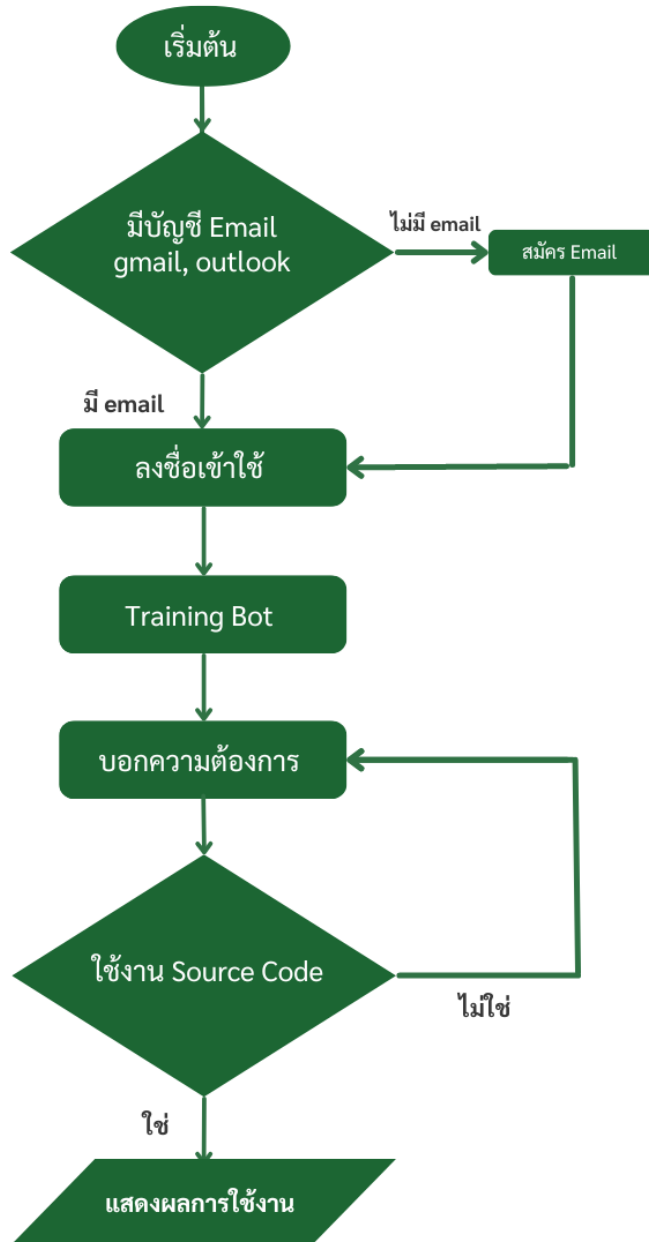 เริ่มต้น
มีบัญชี Email
gmail, outlook
ไม่มี email
สมัคร Email
มี email
ลงชื่อเข้าใช้
Training Bot
บอกความต้องการ
ใช้งาน Source Code
ไม่ใช่
ใช่
แสดงผลการใช้งาน